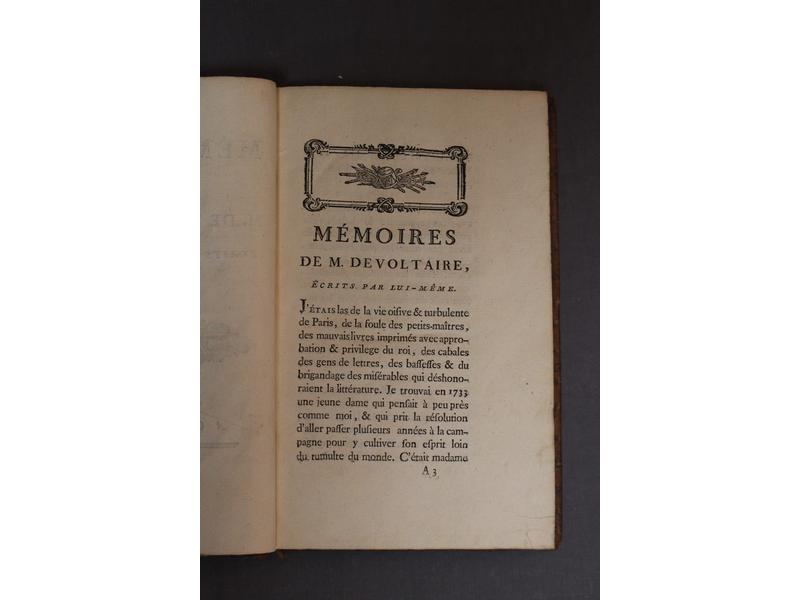 MÉMOIRES
DE M. DEVOLTAIRE,
ÉCRITS PAR LUI-MÊME.
J'ÉTAIS las de la vie oisive & turbulente
de Paris, de la foule des petits-maîtres,
des mauvais livres imprimés avec appro-
bation & privilege du roi, des cabales
des gens de lettres, des bassesses & du
brigandage des misérables qui déshono-
raient la littérature. Je trouvai en 1733
une jeune dame qui pensait à peu près
comme moi, & qui prit la résolution
d'aller passer plusieurs années à la cam-
pagne pour y cultiver son esprit loin
du tumulte du monde. C'était madame
A 3